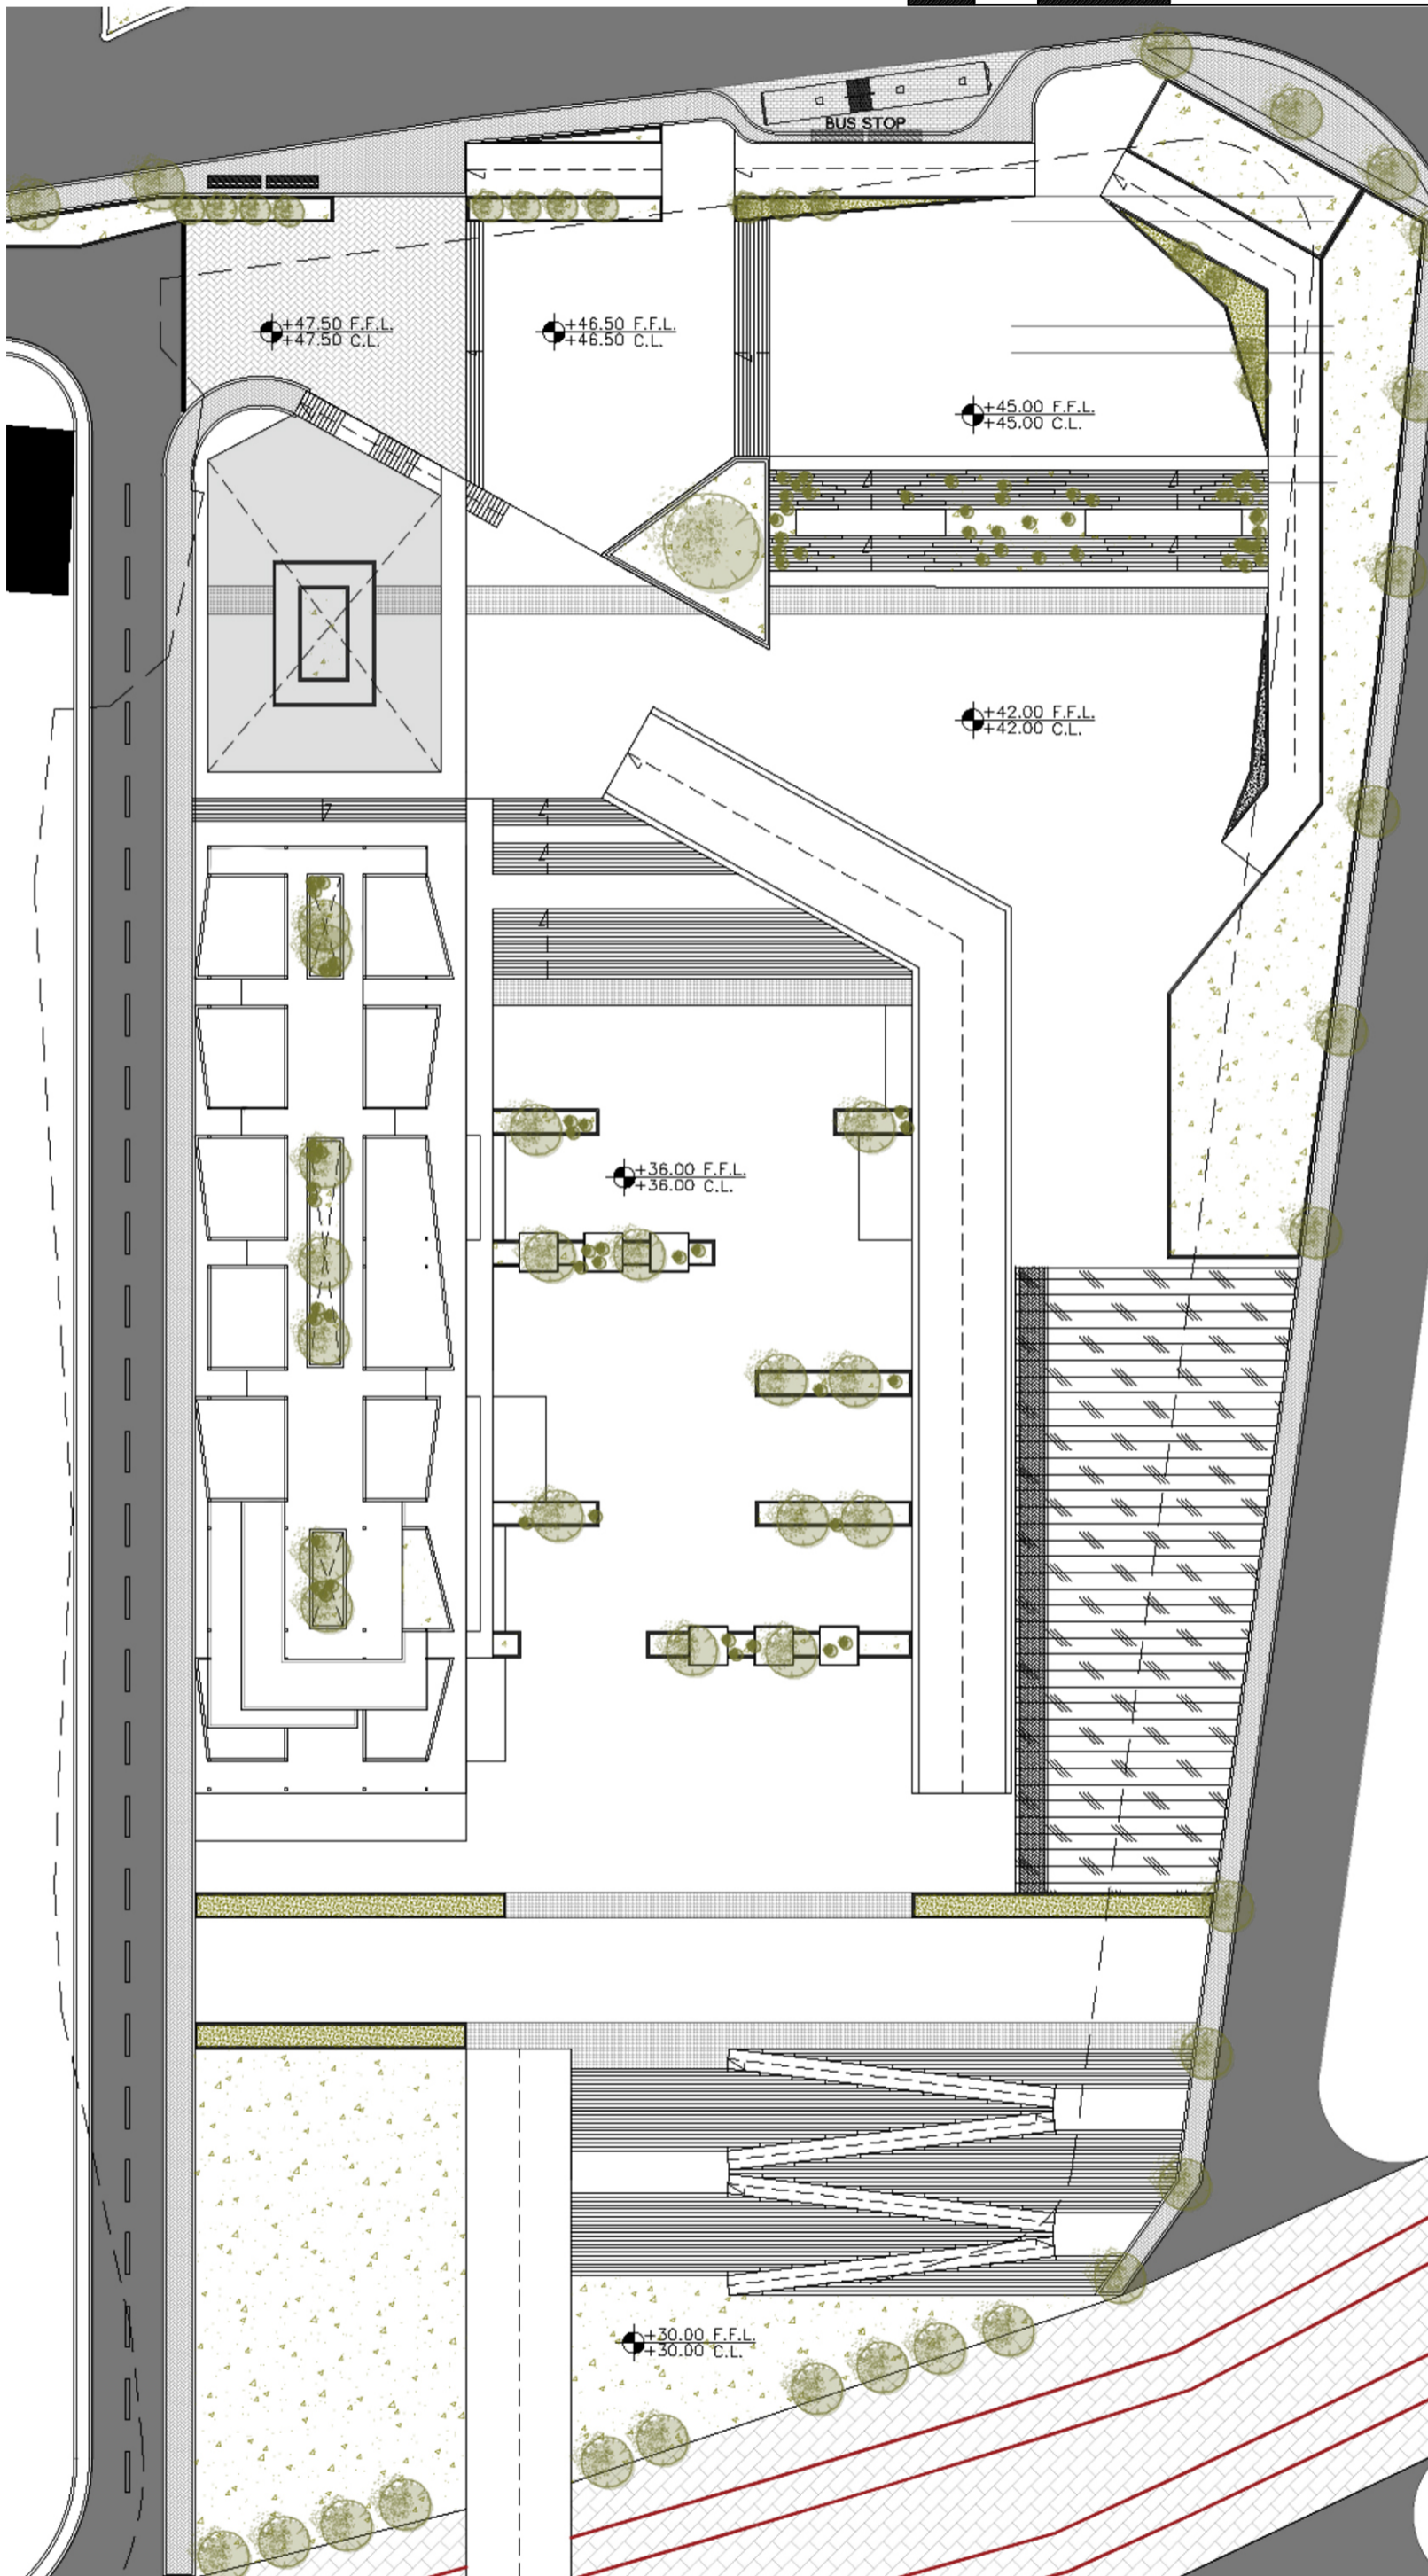 BUS STOP
+47.50 F.F.L.
+47.50 C.L.
+46.50 F.F.L.
+46.50 C.L.
+45.00 F.F.L.
+45.00 C.L.
+42.00 F.F.L.
+42.00 C.L.
+36.00 F.F.L.
+36.00 C.L.
+30.00 F.F.L.
+30.00 C.L.